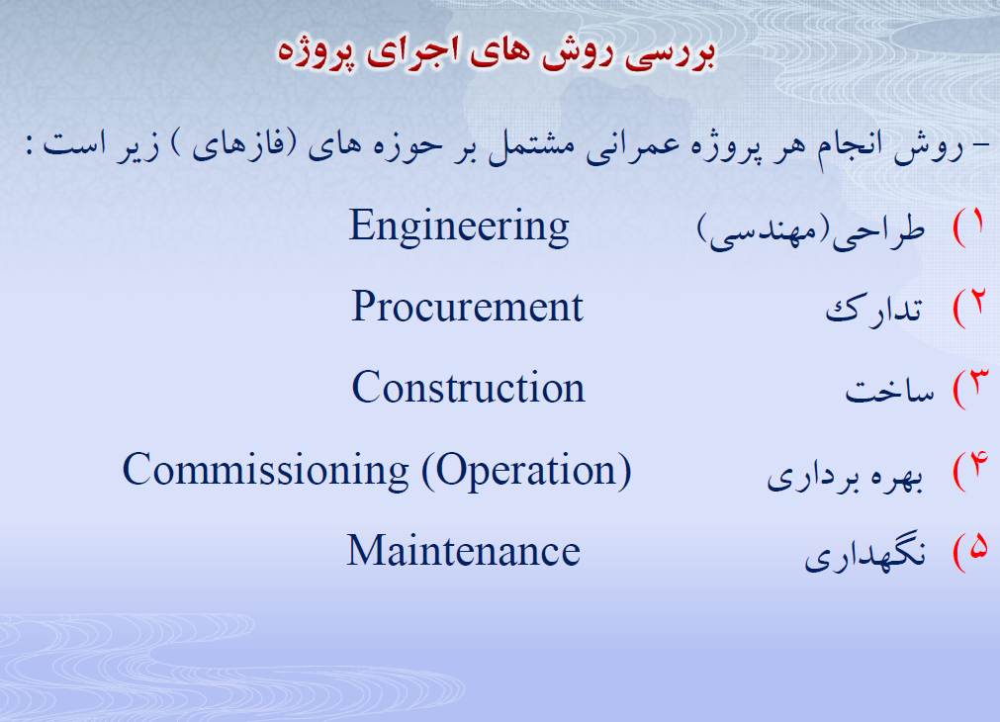 بررسی روش های اجرای پروژه
– روش انجام هر پروژه عمرانی مشتمل بر حوزه های (فازهای ) زیر است :
۱) طراحی(مهندسی) Engineering
۲) تدارک Procurement
۳) ساخت Construction
۴) بهره برداری Commissioning (Operation)
۵) نگهداری Maintenance